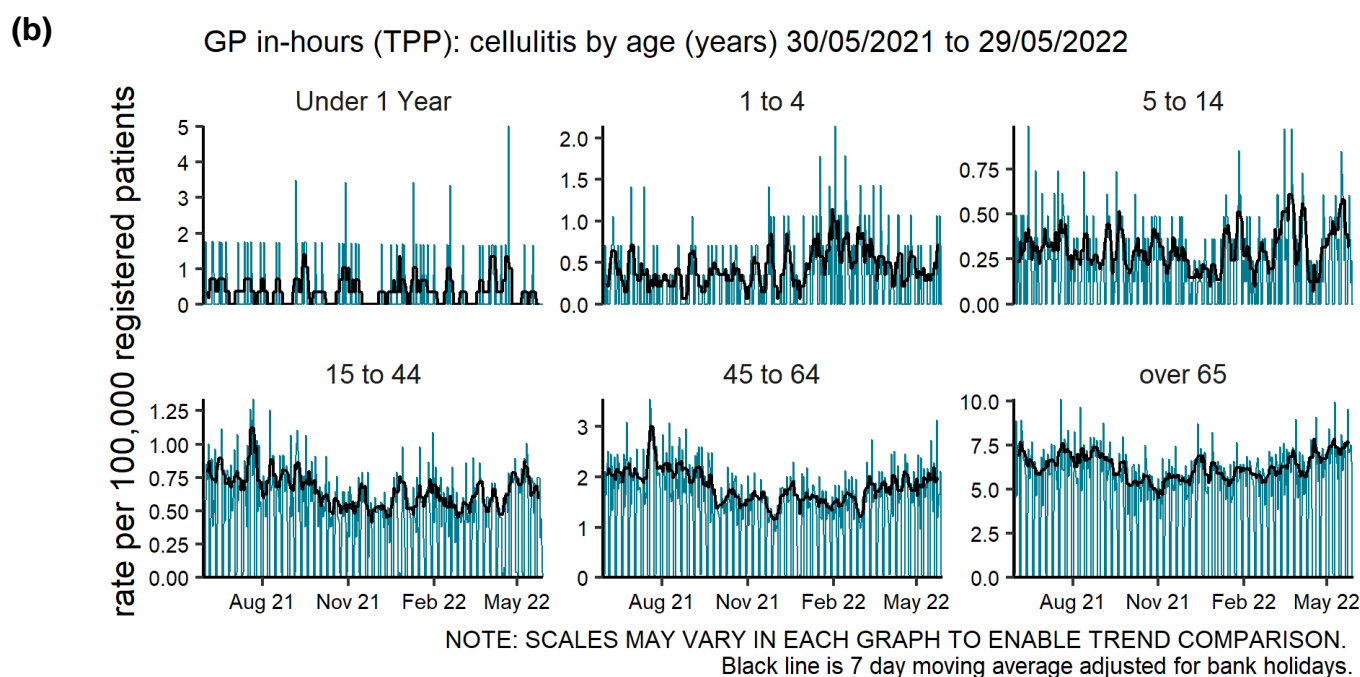 (b)
GP in-hours (TPP): cellulitis by age (years) 30/05/2021 to 29/05/2022
rate per 100,000 registered patients
Under 1 Year
5
4
3
2
1
0
1 to 4
2.0
1.5
1.0
0.5
0.0
5 to 14
0.75
0.50
0.25
0.00
15 to 44
1.25
1.00
0.75
0.50
0.25
0.00
Aug 21 Nov 21 Feb 22 May 22
45 to 64
3
2
1
0
Aug 21 Nov 21 Feb 22 May 22
over 65
10.0
7.5
5.0
2.5
0.0
Aug 21 Nov 21 Feb 22 May 22
NOTE: SCALES MAY VARY IN EACH GRAPH TO ENABLE TREND COMPARISON.
Black line is 7 day moving average adjusted for bank holidays.